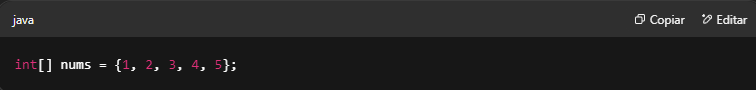 java Copiar Editar
int[] nums = {1, 2, 3, 4, 5};